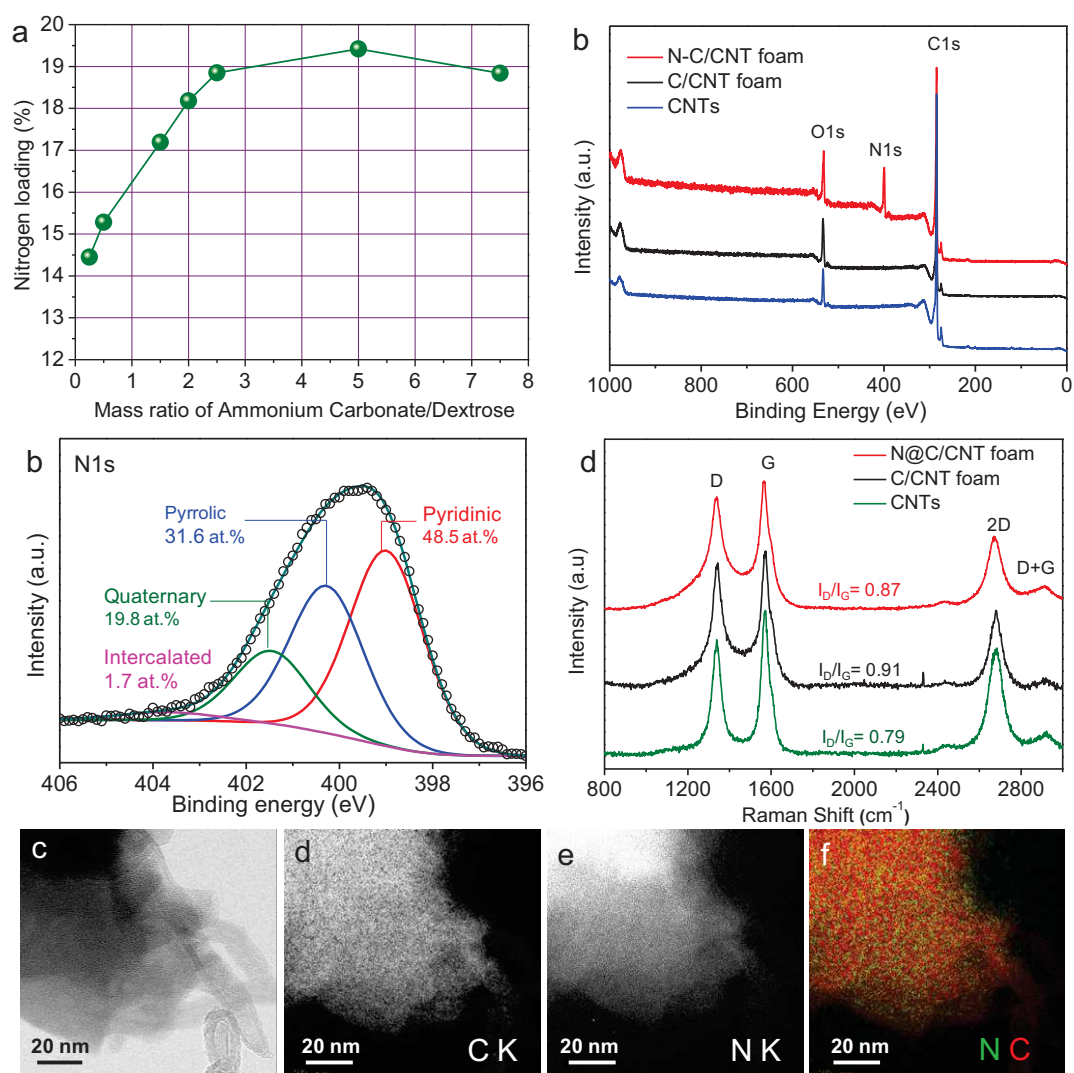 a
20
19
18
17
16
15
14
13
12
Nitrogen loading (%)
0 1 2 3 4 5 6 7 8
Mass ratio of Ammonium Carbonate/Dextrose
b
N-C/CNT foam
C/CNT foam
CNTs
C1s
O1s
N1s
Intensity (a.u.)
1000 800 600 400 200 0
Binding Energy (eV)
b
N1s
Pyrrolic
31.6 at.%
Pyridinic
48.5 at.%
Quaternary
19.8 at.%
Intercalated
1.7 at.%
Intensity (a.u)
406 404 402 400 398 396
Binding energy (eV)
d
N@C/CNT foam
C/CNT foam
CNTs
D
G
2D
D+G
I_D/I_G= 0.87
I_D/I_G= 0.91
I_D/I_G= 0.79
Intensity (a.u.)
800 1200 1600 2000 2400 2800
Raman Shift (cm⁻¹)
c
20 nm
d
20 nm
C K
e
20 nm
N K
f
20 nm
N C